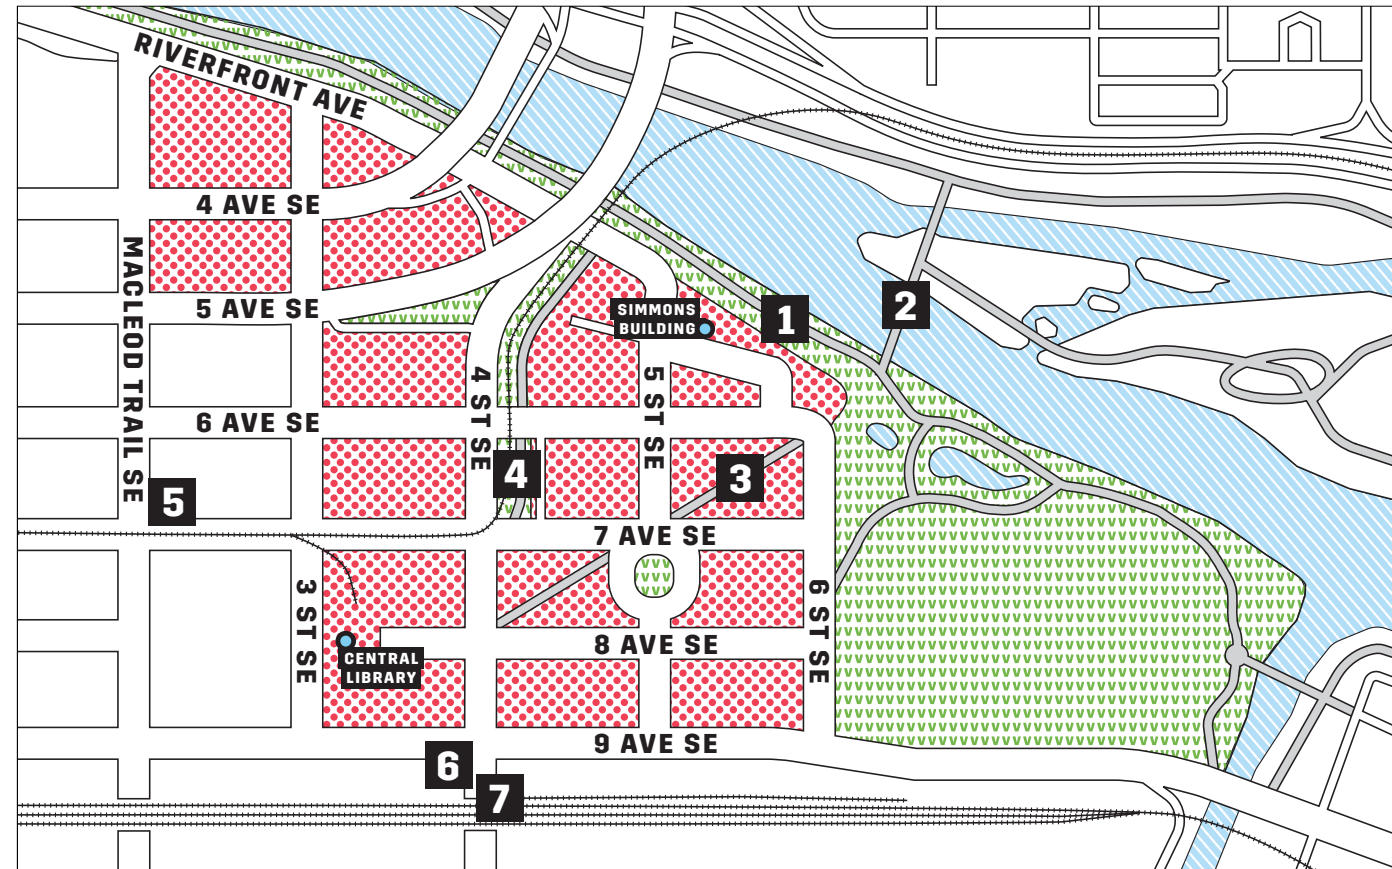 RIVERFRONT AVE
4 AVE SE
MACLEOD TRAIL SE
5 AVE SE
SIMMONS
BUILDING
1
2
4 ST SE
5 ST SE
6 AVE SE
3
4
5
7 AVE SE
3 ST SE
6 ST SE
8 AVE SE
CENTRAL
LIBRARY
9 AVE SE
6
7